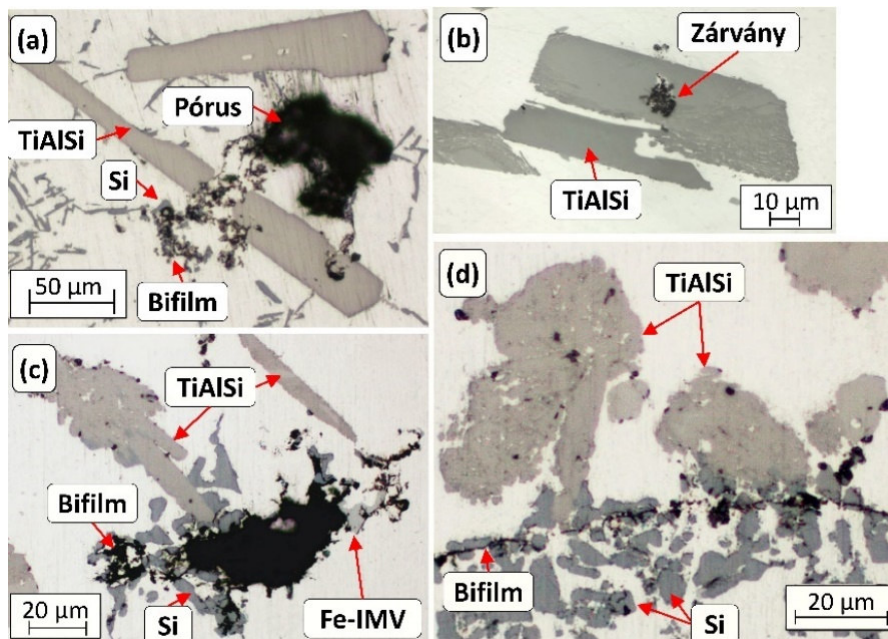 (a)
Pórus
TiAlSi
Si
50 µm
Bifilm
(b)
Zárvány
TiAlSi
10 µm
(c)
TiAlSi
Bifilm
20 µm
Si
Fe-IMV
(d)
TiAlSi
Bifilm
Si
20 µm